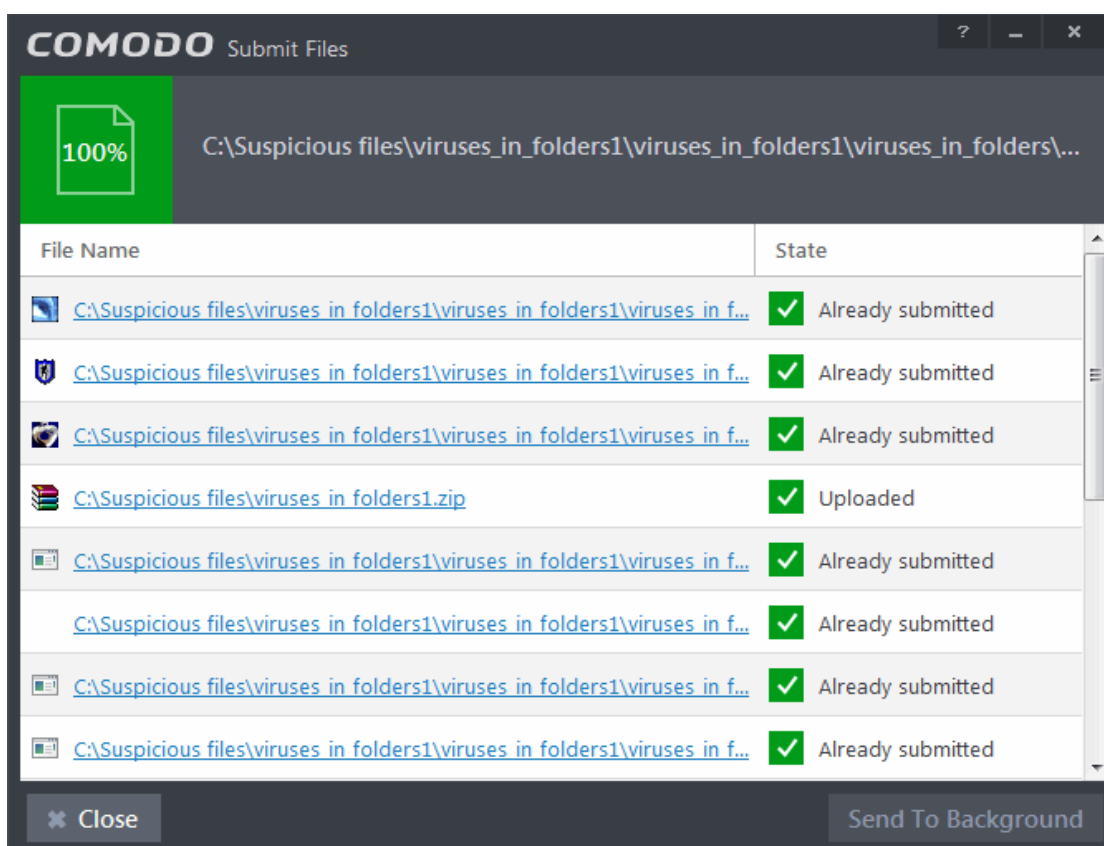 COMODO Submit Files
? – ×
100%
C:\Suspicious files\viruses_in_folders1\viruses_in_folders1\viruses_in_folders\...
File Name State
C:\Suspicious files\viruses in folders1\viruses in folders1\viruses in f... Already submitted
C:\Suspicious files\viruses in folders1\viruses in folders1\viruses in f... Already submitted
C:\Suspicious files\viruses in folders1\viruses in folders1\viruses in f... Already submitted
C:\Suspicious files\viruses in folders1.zip Uploaded
C:\Suspicious files\viruses in folders1\viruses in folders1\viruses in f... Already submitted
C:\Suspicious files\viruses in folders1\viruses in folders1\viruses in f... Already submitted
C:\Suspicious files\viruses in folders1\viruses in folders1\viruses in f... Already submitted
C:\Suspicious files\viruses in folders1\viruses in folders1\viruses in f... Already submitted
Close Send To Background